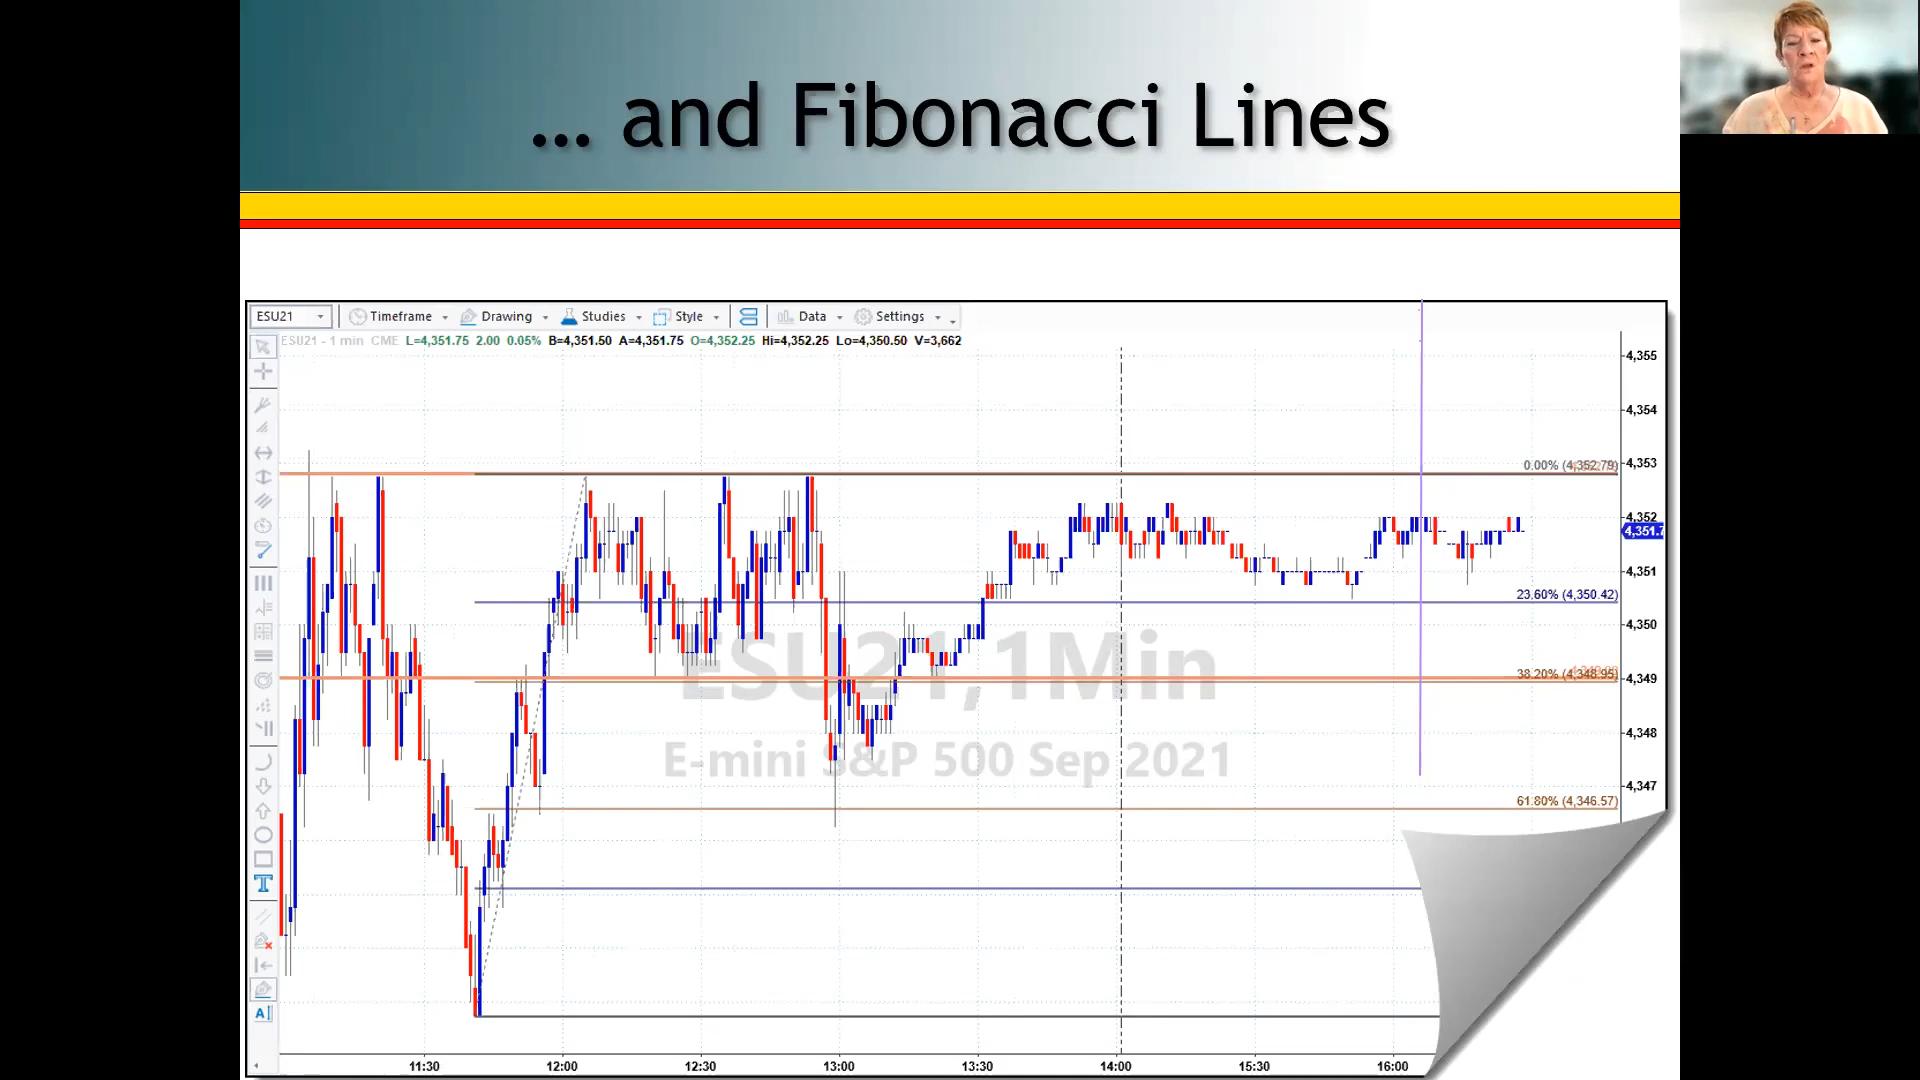 ... and Fibonacci Lines
ESU21 Timeframe Drawing Studies Style Data Settings
ESU21 - 1 min CME L=4,351.75 2.00 0.05% B=4,351.50 A=4,351.75 O=4,352.25 Hi=4,352.25 Lo=4,350.50 V=3,662
4,355
4,354
4,353
0.00% (4,352.79)
4,352
4,351.7
4,351
23.60% (4,350.42)
4,350
ESU21, 1Min
38.20% (4,348.95)
4,349
4,348
E-mini S&P 500 Sep 2021
4,347
61.80% (4,346.57)
11:30 12:00 12:30 13:00 13:30 14:00 15:30 16:00